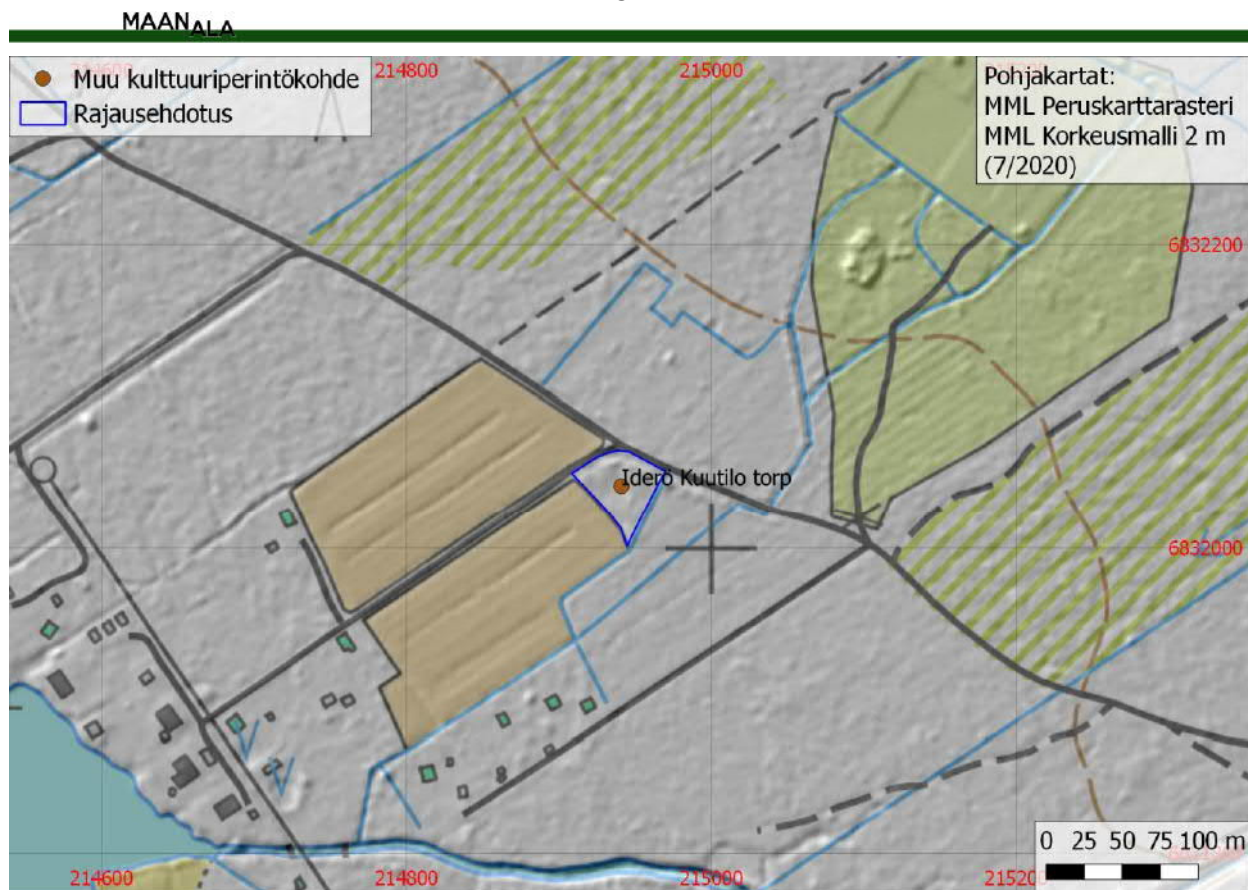 MAANALA
Muu kulttuuriperintökohde
Rajausehdotus
214800
215000
Pohjakartat:
MML Peruskarttarasteri
MML Korkeusmalli 2 m
(7/2020)
6832200
Iderö Kuutilo torp
6832000
0 25 50 75 100 m
214600
214800
215000